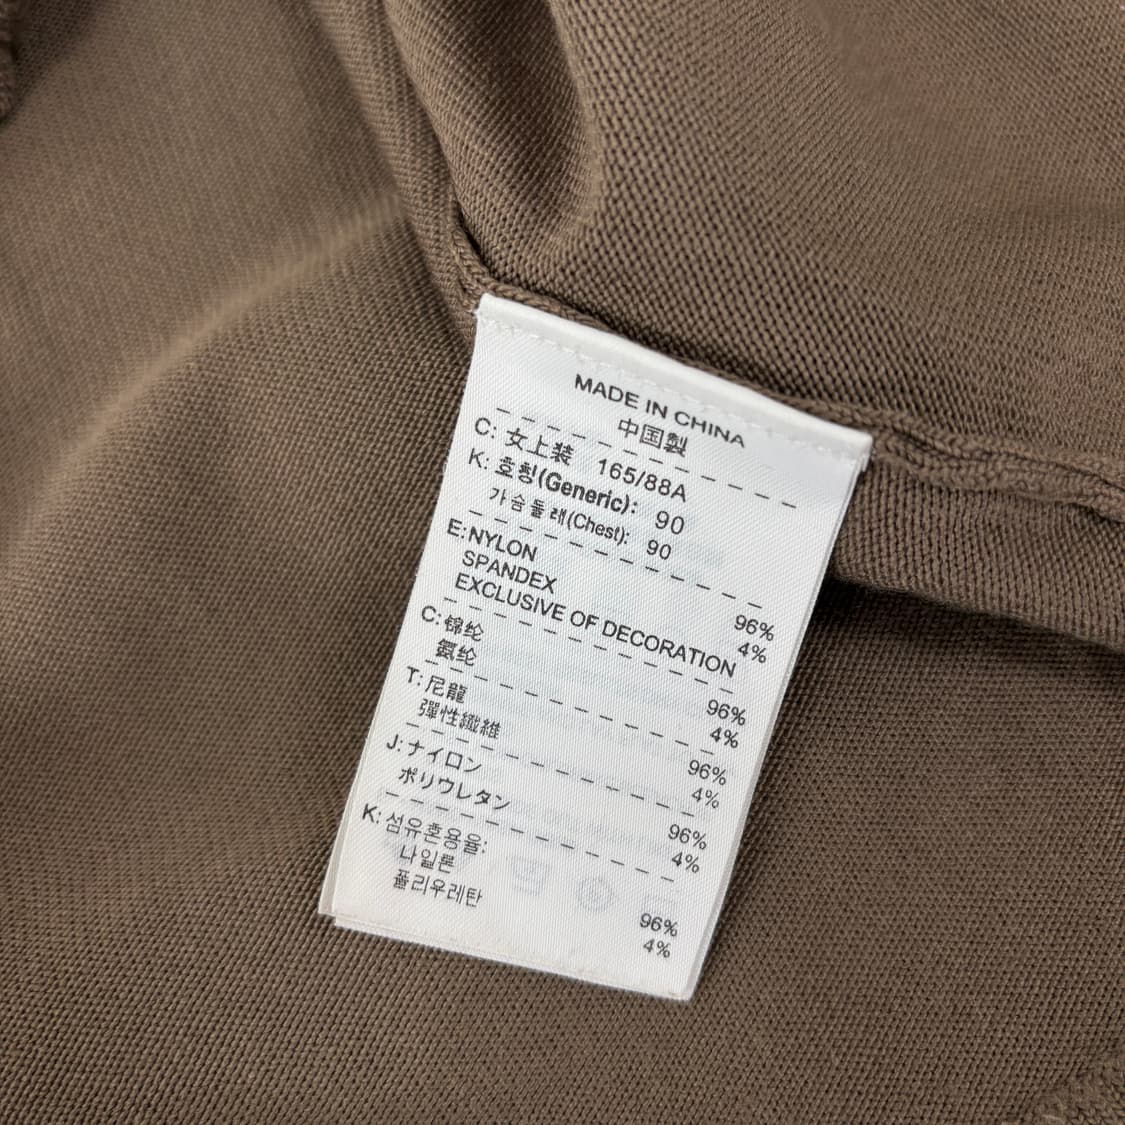 MADE IN CHINA
中国製
C: 女上装 165/88A
K: 호칭(Generic): 90
가슴둘레(Chest): 90
E: NYLON 96%
SPANDEX 4%
EXCLUSIVE OF DECORATION
C: 锦纶 96%
氨纶 4%
T: 尼龍 96%
彈性纖維 4%
J: ナイロン 96%
ポリウレタン 4%
K: 섬유혼용율:
나일론 96%
폴리우레탄 4%